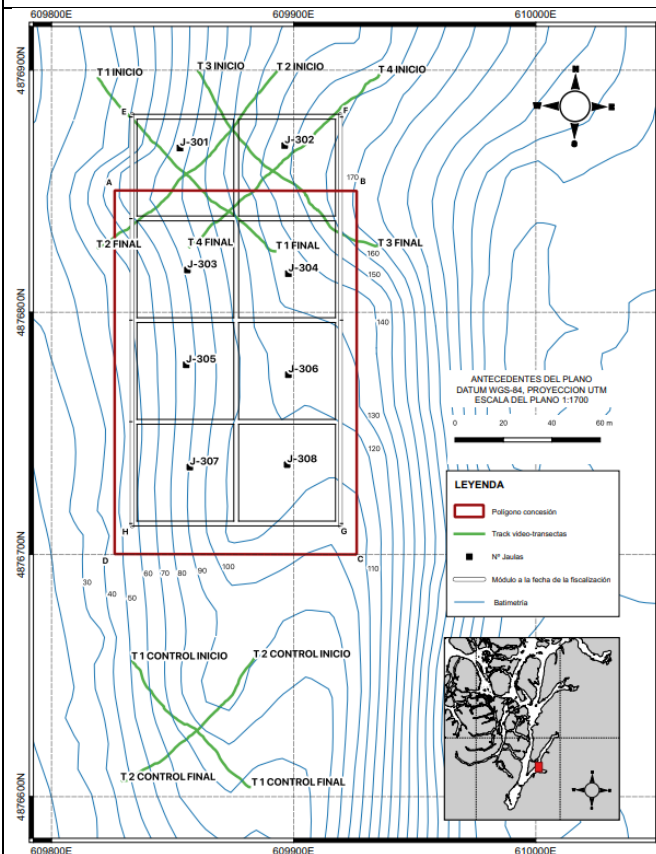 609800E 609900E 610000E
4876900N
4876800N
4876700N
4876600N
T 1 INICIO
T 3 INICIO
T 2 INICIO
T 4 INICIO
E
F
J-301
J-302
170
A
B
T 2 FINAL
T 4 FINAL
T 1 FINAL
T 3 FINAL
160
J-303
J-304
150
140
J-305
J-306
ANTECEDENTES DEL PLANO
DATUM WGS-84, PROYECCION UTM
ESCALA DEL PLANO 1:1700
130
0 20 40 60 m
120
J-307
J-308
LEYENDA
Polígono concesión
Track video-transectas
Nº Jaulas
Módulo a la fecha de la fiscalización
Batimetría
H
G
D
C
30 40 50 60 70 80 90 100 110
T 1 CONTROL INICIO
T 2 CONTROL INICIO
T 2 CONTROL FINAL
T 1 CONTROL FINAL
609800E 609900E 610000E